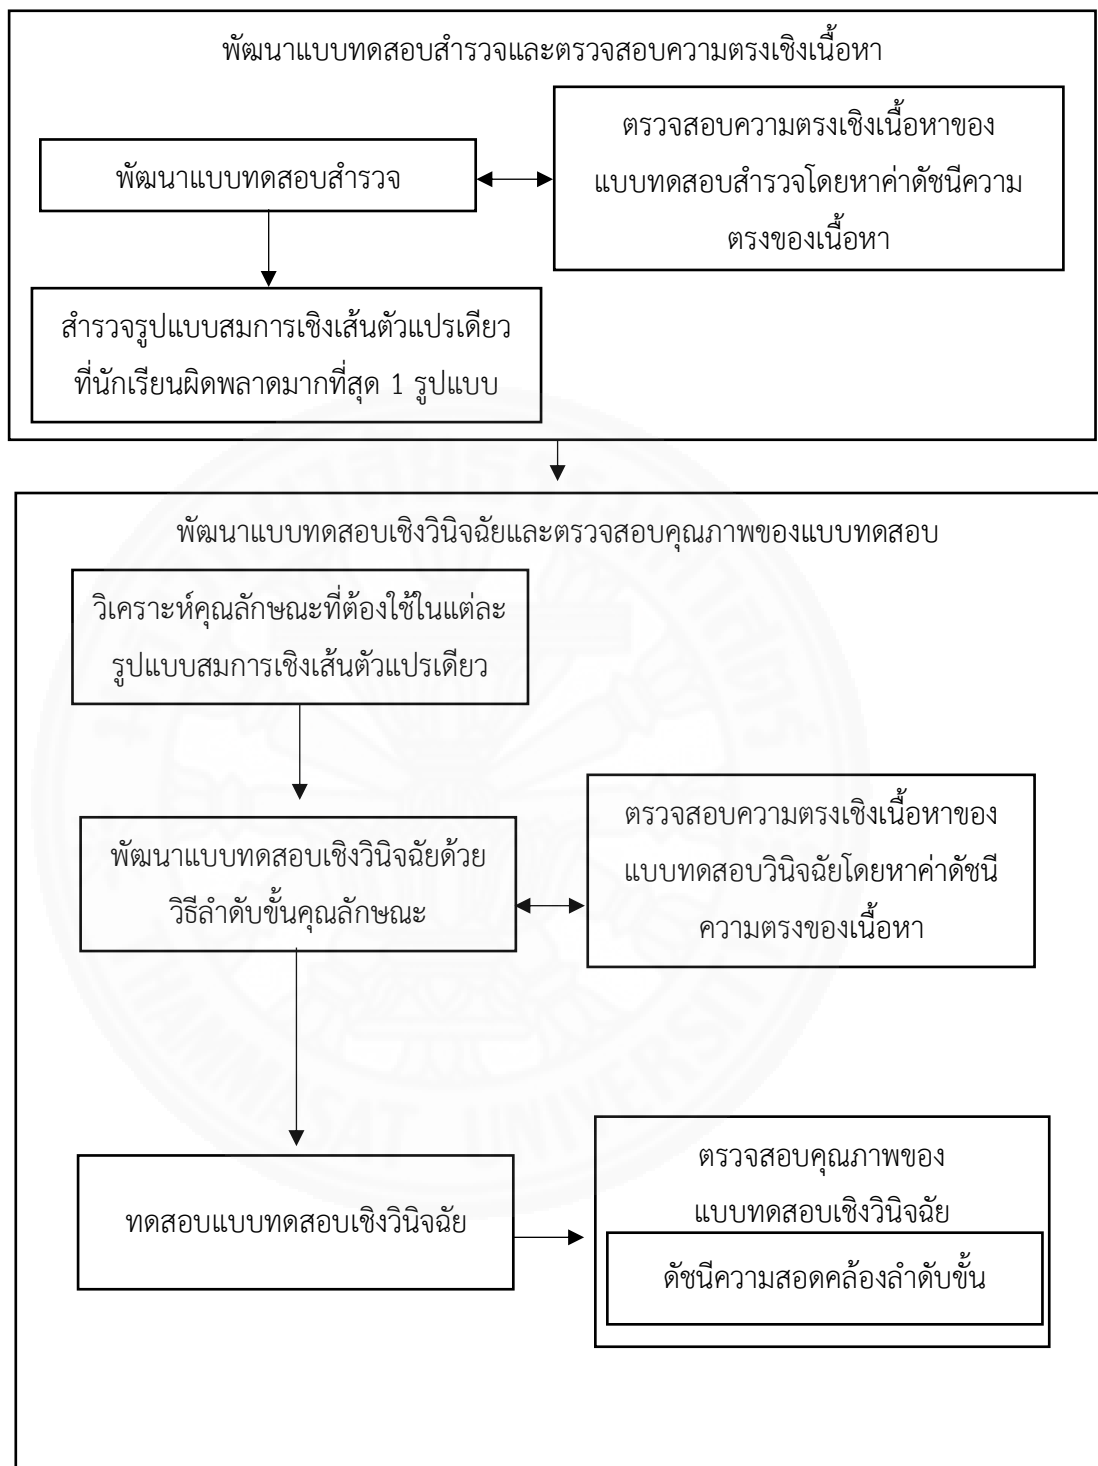 พัฒนาแบบทดสอบสำรวจและตรวจสอบความตรงเชิงเนื้อหา
พัฒนาแบบทดสอบสำรวจ
ตรวจสอบความตรงเชิงเนื้อหาของ
แบบทดสอบสำรวจโดยหาค่าดัชนีความ
ตรงของเนื้อหา
สำรวจรูปแบบสมการเชิงเส้นตัวแปรเดียว
ที่นักเรียนผิดพลาดมากที่สุด 1 รูปแบบ
พัฒนาแบบทดสอบเชิงวินิจฉัยและตรวจสอบคุณภาพของแบบทดสอบ
วิเคราะห์คุณลักษณะที่ต้องใช้ในแต่ละ
รูปแบบสมการเชิงเส้นตัวแปรเดียว
พัฒนาแบบทดสอบเชิงวินิจฉัยด้วย
วิธีลำดับขั้นคุณลักษณะ
ตรวจสอบความตรงเชิงเนื้อหาของ
แบบทดสอบวินิจฉัยโดยหาค่าดัชนี
ความตรงของเนื้อหา
ทดสอบแบบทดสอบเชิงวินิจฉัย
ตรวจสอบคุณภาพของ
แบบทดสอบเชิงวินิจฉัย
ดัชนีความสอดคล้องลำดับขั้น